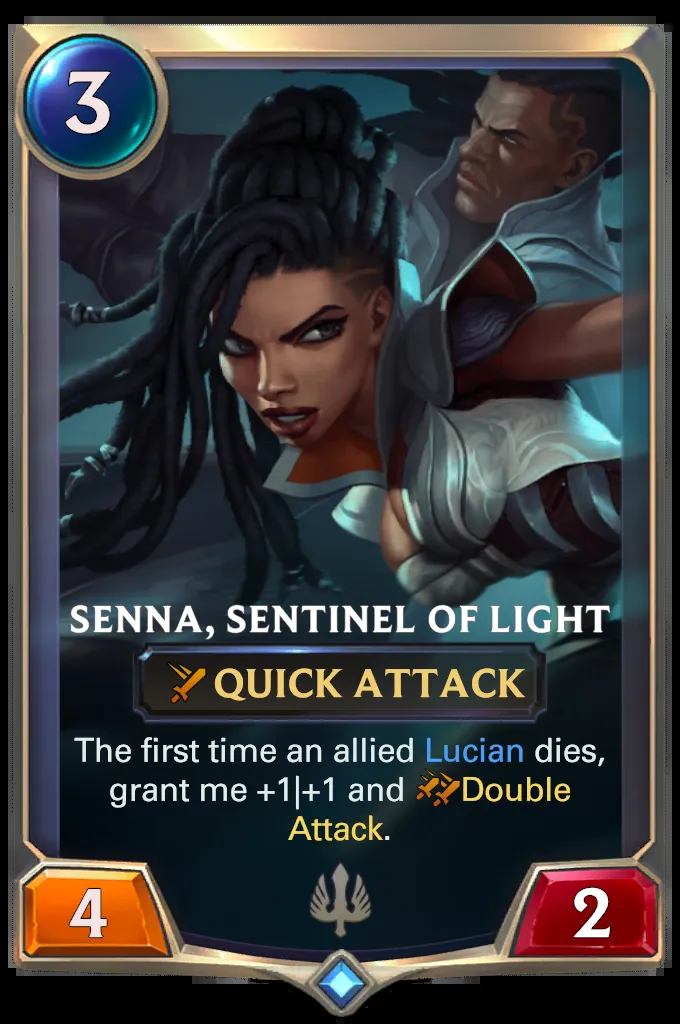 3
SENNA, SENTINEL OF LIGHT
QUICK ATTACK
The first time an allied Lucian dies,
grant me +1|+1 and Double
Attack.
4
2